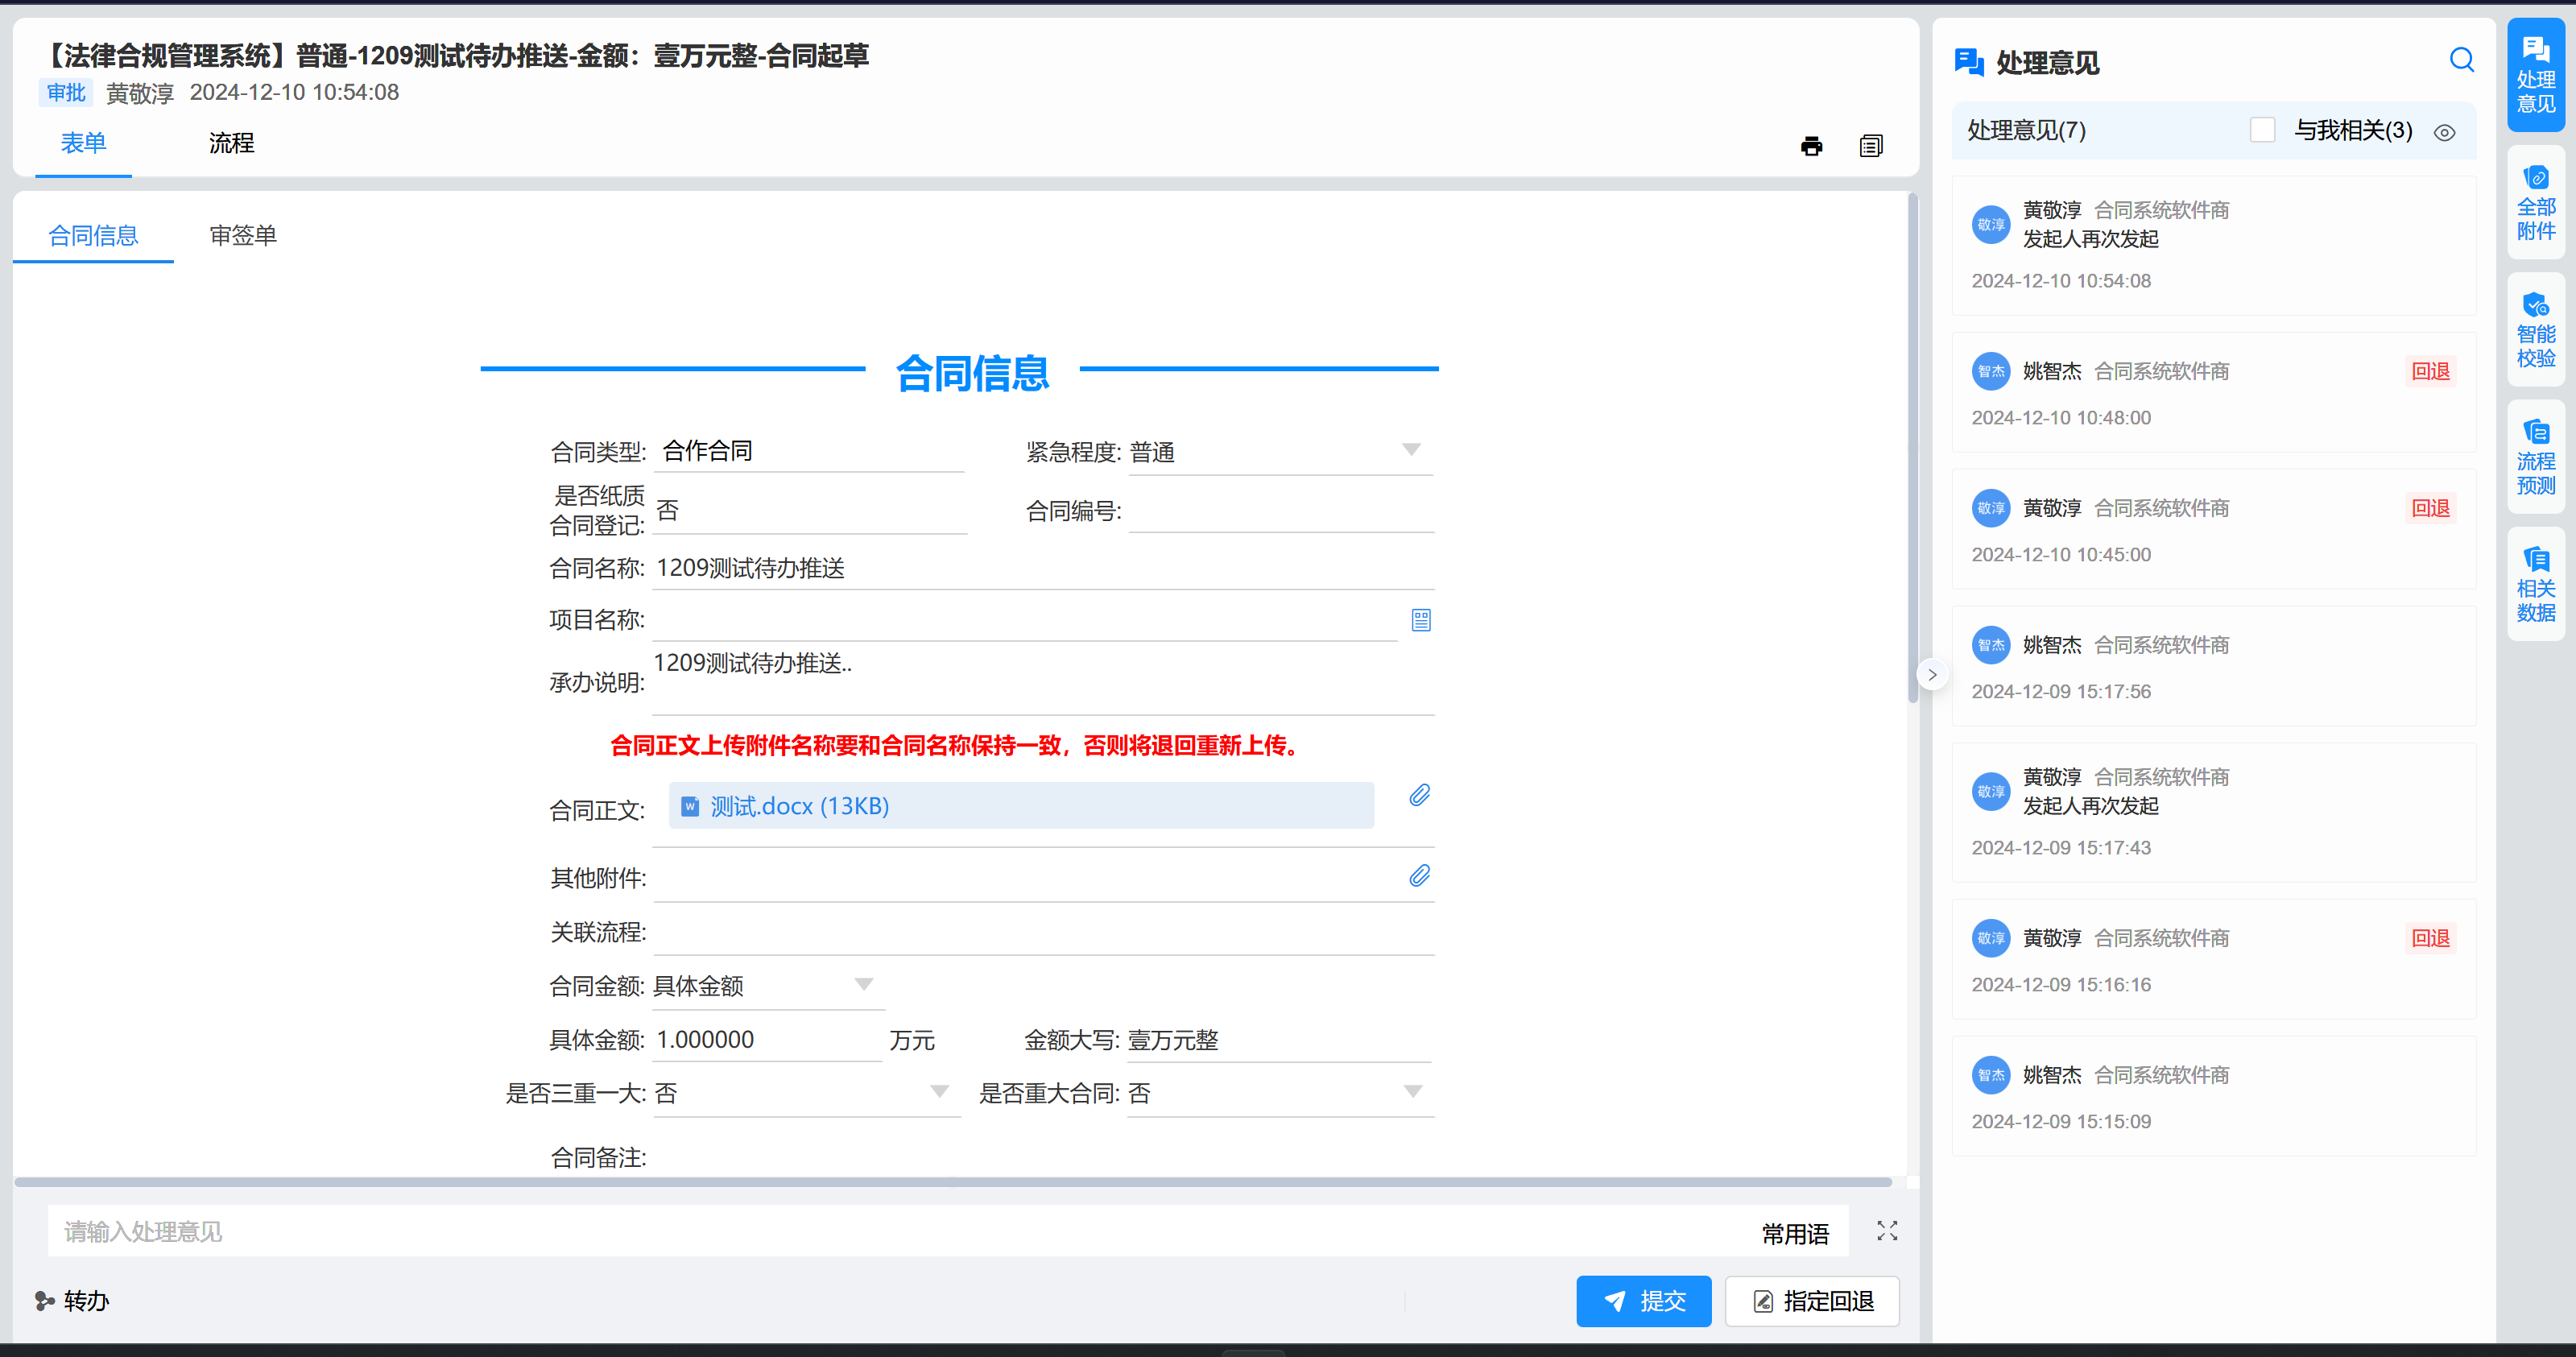 【法律合规管理系统】普通-1209测试待办推送-金额：壹万元整-合同起草
审批 黄敬淳 2024-12-10 10:54:08
表单 流程
合同信息 审签单
合同信息
合同类型: 合作合同 紧急程度: 普通
是否纸质
合同登记: 否 合同编号:
合同名称: 1209测试待办推送
项目名称:
承办说明: 1209测试待办推送..
合同正文上传附件名称要和合同名称保持一致，否则将退回重新上传。
合同正文: 测试.docx (13KB)
其他附件:
关联流程:
合同金额: 具体金额
具体金额: 1.000000 万元 金额大写: 壹万元整
是否三重一大: 否 是否重大合同: 否
合同备注:
请输入处理意见 常用语
转办 提交 指定回退
处理意见
处理意见(7) 与我相关(3)
敬淳 黄敬淳 合同系统软件商
发起人再次发起
2024-12-10 10:54:08
智杰 姚智杰 合同系统软件商 回退
2024-12-10 10:48:00
敬淳 黄敬淳 合同系统软件商 回退
2024-12-10 10:45:00
智杰 姚智杰 合同系统软件商
2024-12-09 15:17:56
敬淳 黄敬淳 合同系统软件商
发起人再次发起
2024-12-09 15:17:43
敬淳 黄敬淳 合同系统软件商 回退
2024-12-09 15:16:16
智杰 姚智杰 合同系统软件商
2024-12-09 15:15:09
处理
意见
全部
附件
智能
校验
流程
预测
相关
数据